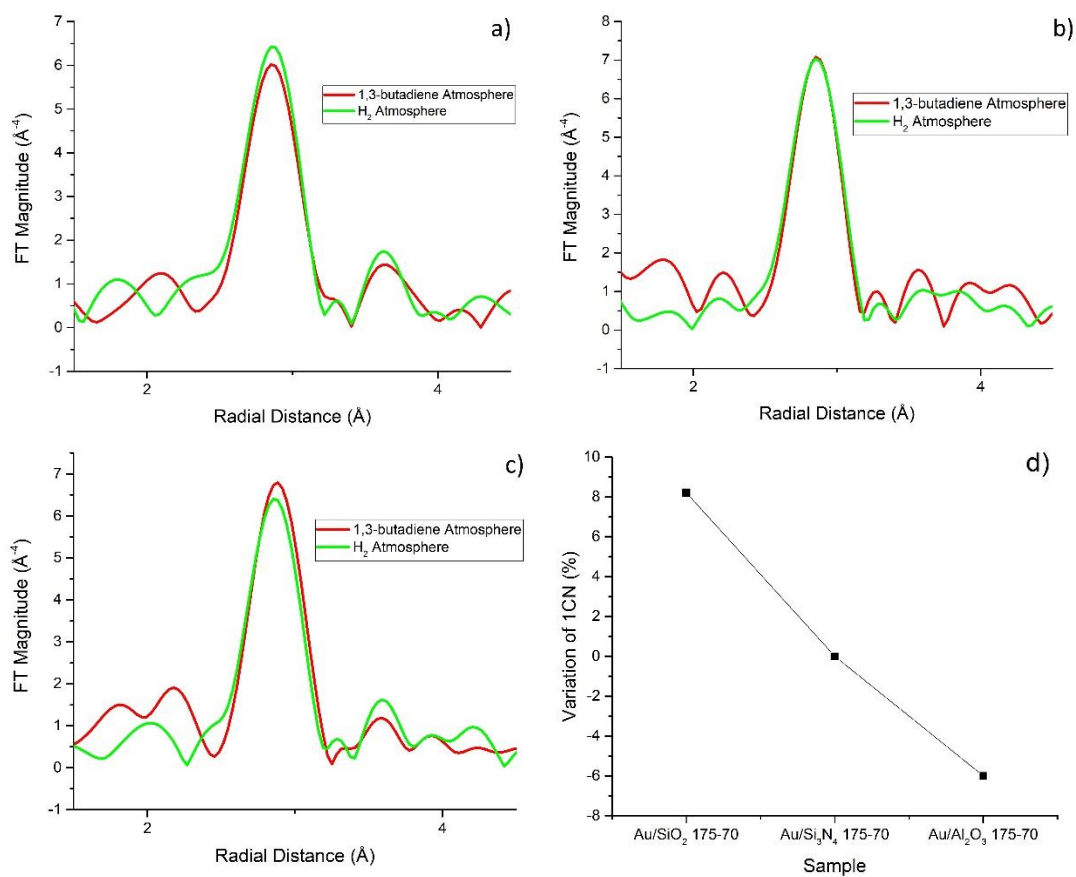 a)
7
6
5
4
3
2
1
0
-1
FT Magnitude (Å⁻⁴)
1,3-butadiene Atmosphere
H₂ Atmosphere
2
4
Radial Distance (Å)
b)
8
7
6
5
4
3
2
1
0
-1
FT Magnitude (Å⁻⁴)
1,3-butadiene Atmosphere
H₂ Atmosphere
2
4
Radial Distance (Å)
c)
7
6
5
4
3
2
1
0
-1
FT Magnitude (Å⁻⁴)
1,3-butadiene Atmosphere
H₂ Atmosphere
2
4
Radial Distance (Å)
d)
10
8
6
4
2
0
-2
-4
-6
-8
Variation of 1CN (%)
Au/SiO₂ 175-70
Au/Si₃N₄ 175-70
Au/Al₂O₃ 175-70
Sample